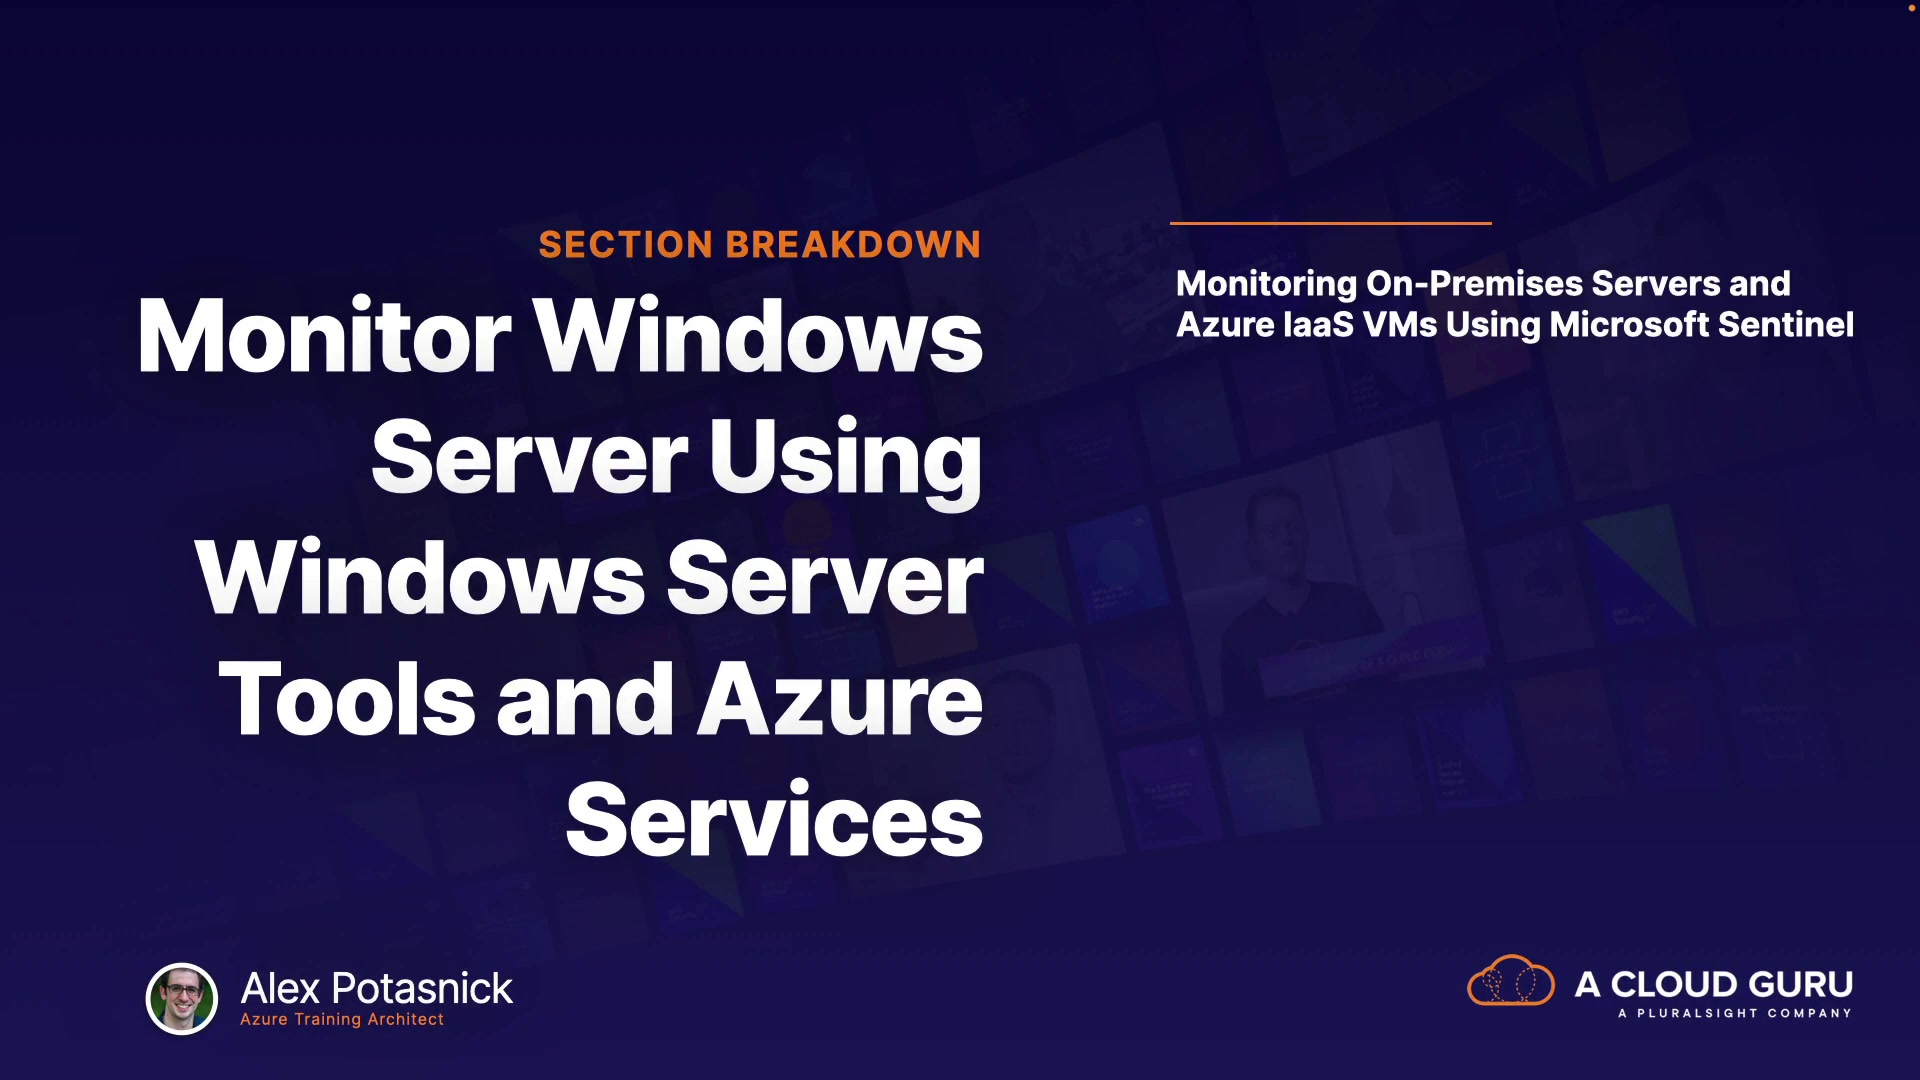 SECTION BREAKDOWN
Monitor Windows
Server Using
Windows Server
Tools and Azure
Services
Monitoring On-Premises Servers and
Azure IaaS VMs Using Microsoft Sentinel
Alex Potasnick
Azure Training Architect
A CLOUD GURU
A PLURALSIGHT COMPANY